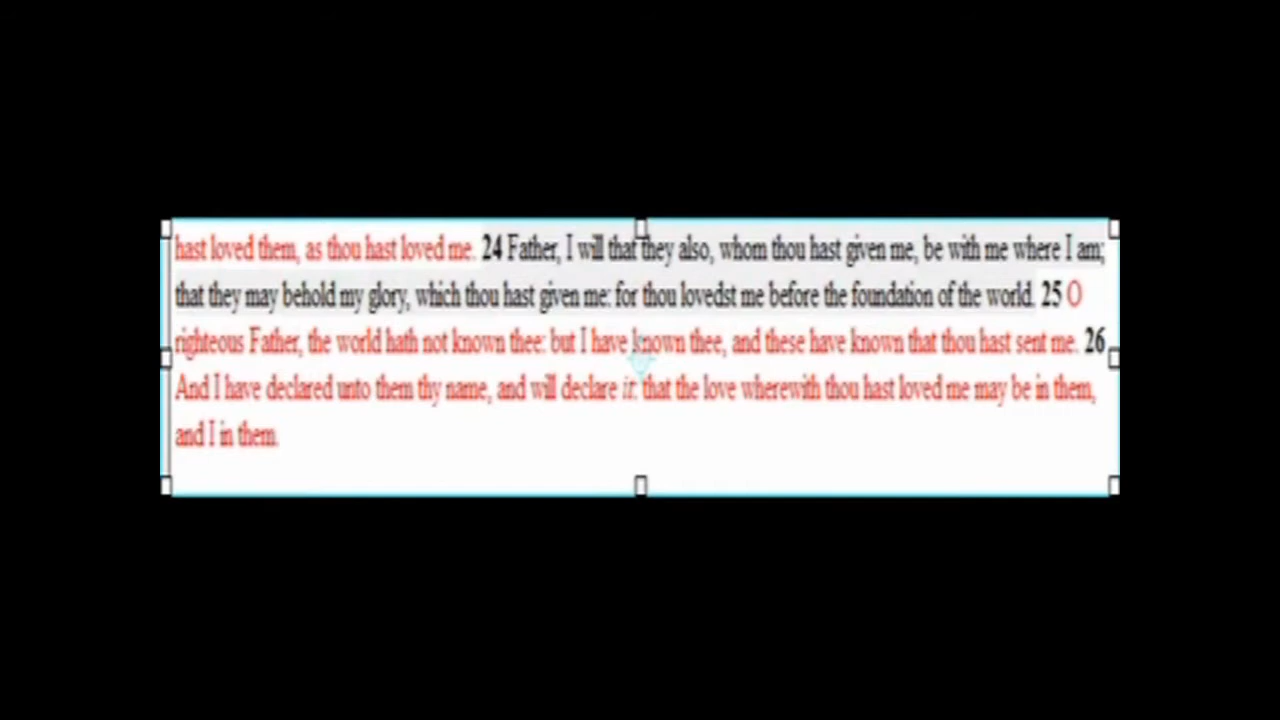 hast loved them, as thou hast loved me. 24 Father, I will that they also, whom thou hast given me, be with me where I am;
that they may behold my glory, which thou hast given me: for thou lovedst me before the foundation of the world. 25 O
righteous Father, the world hath not known thee: but I have known thee, and these have known that thou hast sent me. 26
And I have declared unto them thy name, and will declare it: that the love wherewith thou hast loved me may be in them,
and I in them.